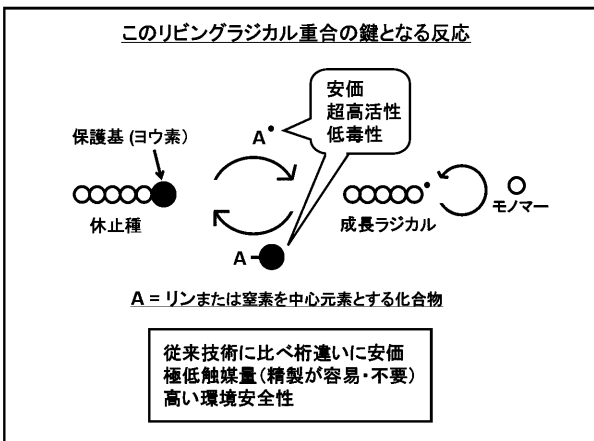 このリビングラジカル重合の鍵となる反応
安価
超高活性
低毒性
保護基 (ヨウ素)
A•
休止種
成長ラジカル
モノマー
A
A = リンまたは窒素を中心元素とする化合物
従来技術に比べ桁違いに安価
極低触媒量(精製が容易・不要)
高い環境安全性